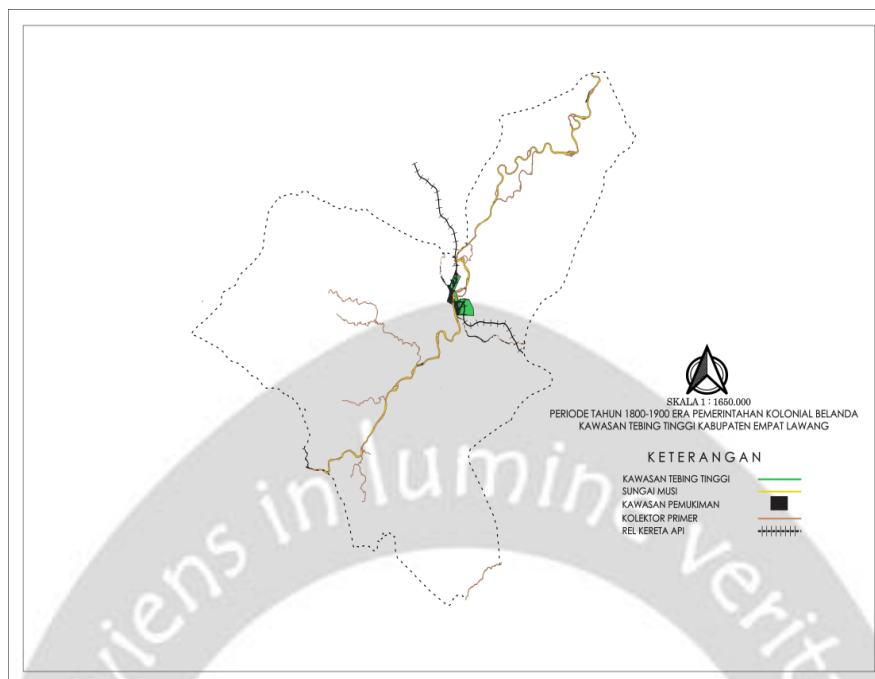 SKALA 1 : 1650.000
PERIODE TAHUN 1800-1900 ERA PEMERINTAHAN KOLONIAL BELANDA
KAWASAN TEBING TINGGI KABUPATEN EMPAT LAWANG
KETERANGAN
KAWASAN TEBING TINGGI
SUNGAI MUSI
KAWASAN PEMUKIMAN
KOLEKTOR PRIMER
REL KERETA API
viens in lumine verit